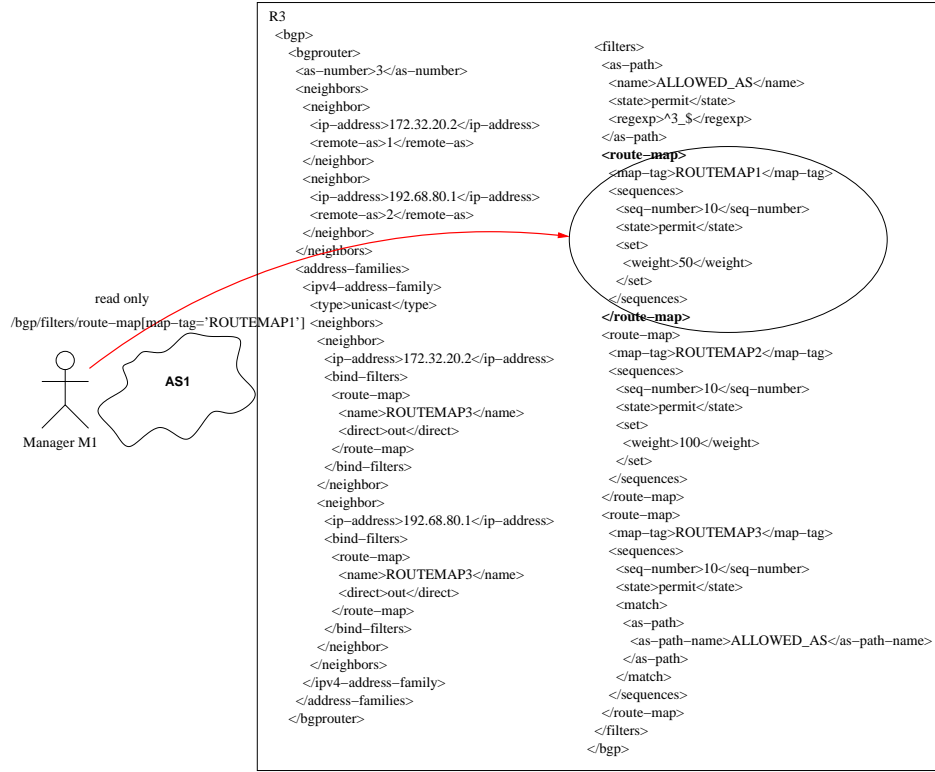 R3
<bgp>
<bgprouter>
<as−number>3</as−number>
<neighbors>
<neighbor>
<ip−address>172.32.20.2</ip−address>
<remote−as>1</remote−as>
</neighbor>
<neighbor>
<ip−address>192.68.80.1</ip−address>
<remote−as>2</remote−as>
</neighbor>
</neighbors>
<address−families>
<ipv4−address−family>
<type>unicast</type>
<neighbors>
<neighbor>
<ip−address>172.32.20.2</ip−address>
<bind−filters>
<route−map>
<name>ROUTEMAP3</name>
<direct>out</direct>
</route−map>
</bind−filters>
</neighbor>
<neighbor>
<ip−address>192.68.80.1</ip−address>
<bind−filters>
<route−map>
<name>ROUTEMAP3</name>
<direct>out</direct>
</route−map>
</bind−filters>
</neighbor>
</neighbors>
</ipv4−address−family>
</address−families>
</bgprouter>
<filters>
<as−path>
<name>ALLOWED_AS</name>
<state>permit</state>
<regexp>^3_$</regexp>
</as−path>
<route−map>
<map−tag>ROUTEMAP1</map−tag>
<sequences>
<seq−number>10</seq−number>
<state>permit</state>
<set>
<weight>50</weight>
</set>
</sequences>
</route−map>
<route−map>
<map−tag>ROUTEMAP2</map−tag>
<sequences>
<seq−number>10</seq−number>
<state>permit</state>
<set>
<weight>100</weight>
</set>
</sequences>
</route−map>
<route−map>
<map−tag>ROUTEMAP3</map−tag>
<sequences>
<seq−number>10</seq−number>
<state>permit</state>
<match>
<as−path>
<as−path−name>ALLOWED_AS</as−path−name>
</as−path>
</match>
</sequences>
</route−map>
</filters>
</bgp>
read only
/bgp/filters/route−map[map−tag=’ROUTEMAP1’]
AS1
Manager M1